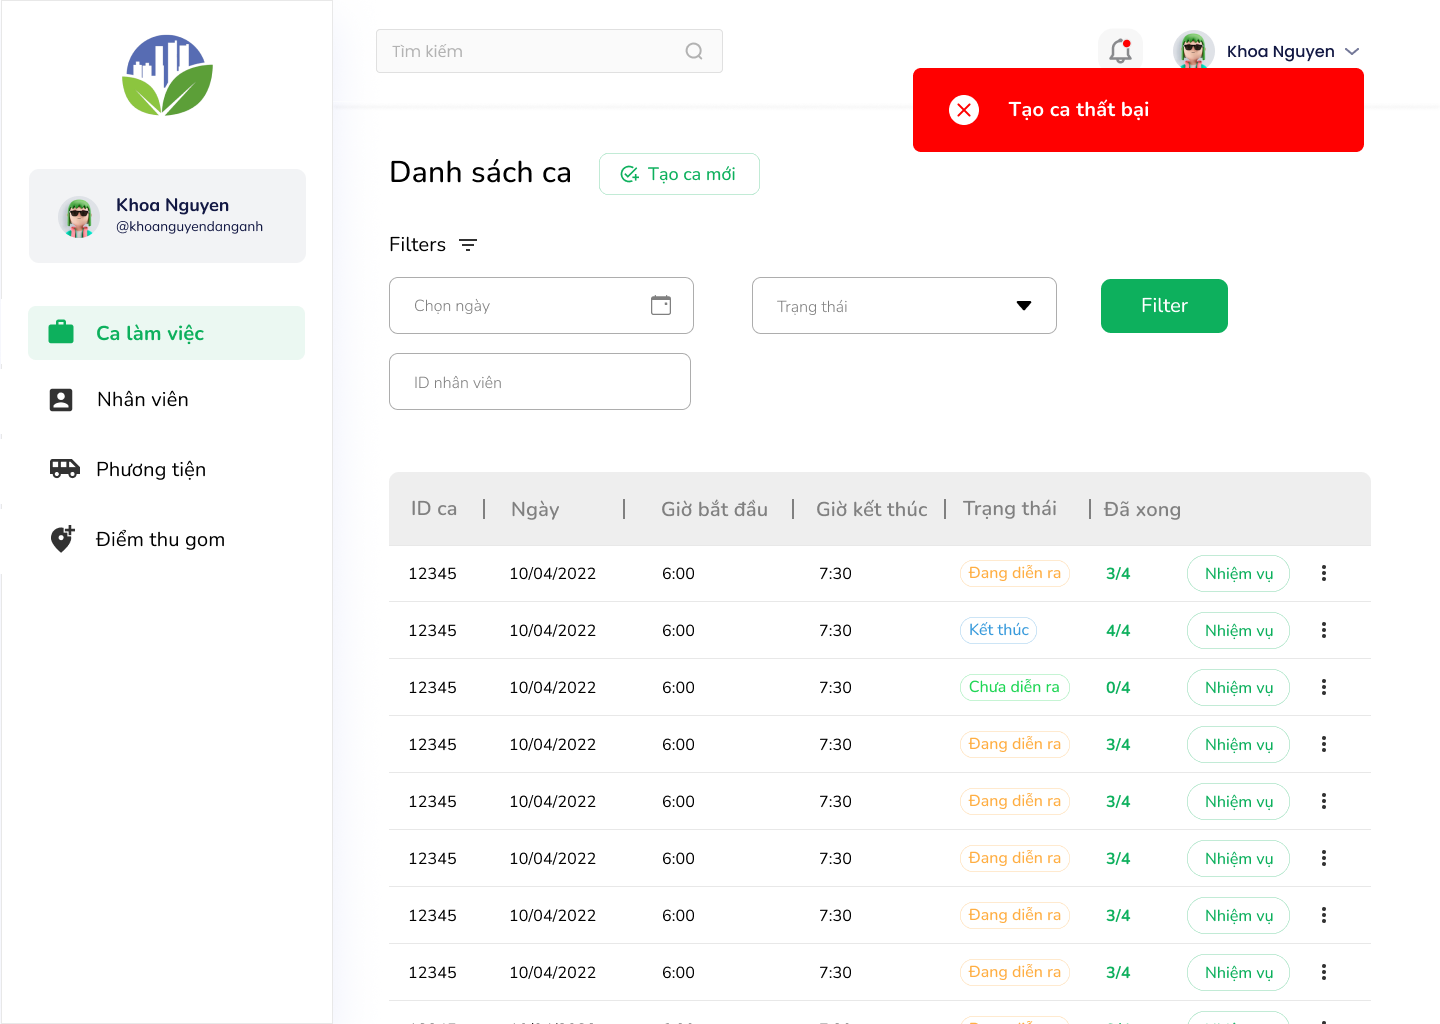 Tìm kiếm
Khoa Nguyen
Tạo ca thất bại
Khoa Nguyen
@khoanguyendanganh
Ca làm việc
Nhân viên
Phương tiện
Điểm thu gom
Danh sách ca
Tạo ca mới
Filters
Chọn ngày
Trạng thái
Filter
ID nhân viên
ID ca | Ngày | Giờ bắt đầu | Giờ kết thúc | Trạng thái | Đã xong
12345 10/04/2022 6:00 7:30 Đang diễn ra 3/4 Nhiệm vụ
12345 10/04/2022 6:00 7:30 Kết thúc 4/4 Nhiệm vụ
12345 10/04/2022 6:00 7:30 Chưa diễn ra 0/4 Nhiệm vụ
12345 10/04/2022 6:00 7:30 Đang diễn ra 3/4 Nhiệm vụ
12345 10/04/2022 6:00 7:30 Đang diễn ra 3/4 Nhiệm vụ
12345 10/04/2022 6:00 7:30 Đang diễn ra 3/4 Nhiệm vụ
12345 10/04/2022 6:00 7:30 Đang diễn ra 3/4 Nhiệm vụ
12345 10/04/2022 6:00 7:30 Đang diễn ra 3/4 Nhiệm vụ